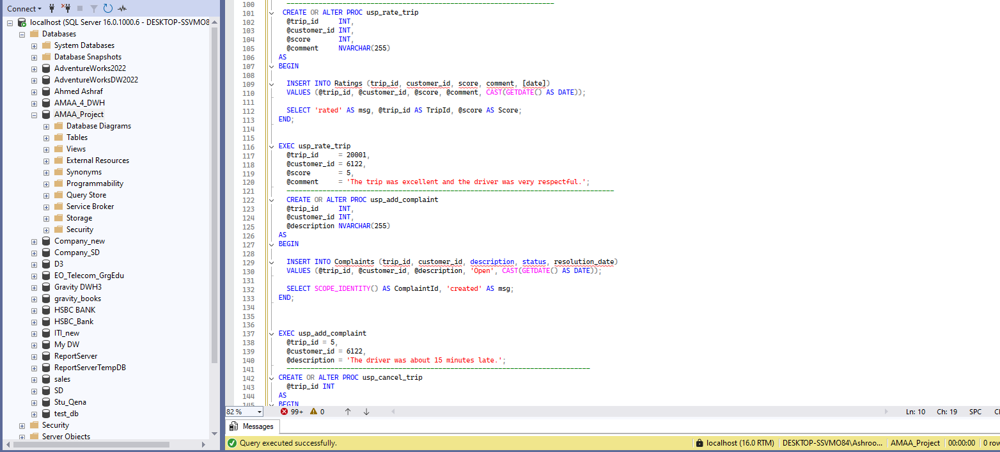 Connect
localhost (SQL Server 16.0.1000.6 - DESKTOP-SSVMO8
Databases
System Databases
Database Snapshots
AdventureWorks2022
AdventureWorksDW2022
Ahmed Ashraf
AMAA_4_DWH
AMAA_Project
Database Diagrams
Tables
Views
External Resources
Synonyms
Programmability
Query Store
Service Broker
Storage
Security
Company_new
Company_SD
D3
EO_Telecom_GrgEdu
Gravity DWH3
gravity_books
HSBC BANK
HSBC_Bank
ITI_new
My DW
ReportServer
ReportServerTempDB
sales
SD
Stu_Qena
test_db
Security
Server Objects
100 --------------------------------------------------------------------
101 CREATE OR ALTER PROC usp_rate_trip
102 @trip_id INT,
103 @customer_id INT,
104 @score INT,
105 @comment NVARCHAR(255)
106 AS
107 BEGIN
108
109 INSERT INTO Ratings (trip_id, customer_id, score, comment, [date])
110 VALUES (@trip_id, @customer_id, @score, @comment, CAST(GETDATE() AS DATE));
111
112 SELECT 'rated' AS msg, @trip_id AS TripId, @score AS Score;
113 END;
114
115
116 EXEC usp_rate_trip
117 @trip_id = 20001,
118 @customer_id = 6122,
119 @score = 5,
120 @comment = 'The trip was excellent and the driver was very respectful.';
121 ----------------------------------------------------------------------------------
122 CREATE OR ALTER PROC usp_add_complaint
123 @trip_id INT,
124 @customer_id INT,
125 @description NVARCHAR(255)
126 AS
127 BEGIN
128
129 INSERT INTO Complaints (trip_id, customer_id, description, status, resolution_date)
130 VALUES (@trip_id, @customer_id, @description, 'Open', CAST(GETDATE() AS DATE));
131
132 SELECT SCOPE_IDENTITY() AS ComplaintId, 'created' AS msg;
133 END;
134
135
136
137 EXEC usp_add_complaint
138 @trip_id = 5,
139 @customer_id = 6122,
140 @description = 'The driver was about 15 minutes late.';
141 ----------------------------------------------------------------------------
142 CREATE OR ALTER PROC usp_cancel_trip
143 @trip_id INT
144 AS
145 BEGIN
82 % 99+ 0 Ln: 10 Ch: 19 SPC
Messages
Query executed successfully. localhost (16.0 RTM) DESKTOP-SSVMO84\Ashroo... AMAA_Project 00:00:00 0 row